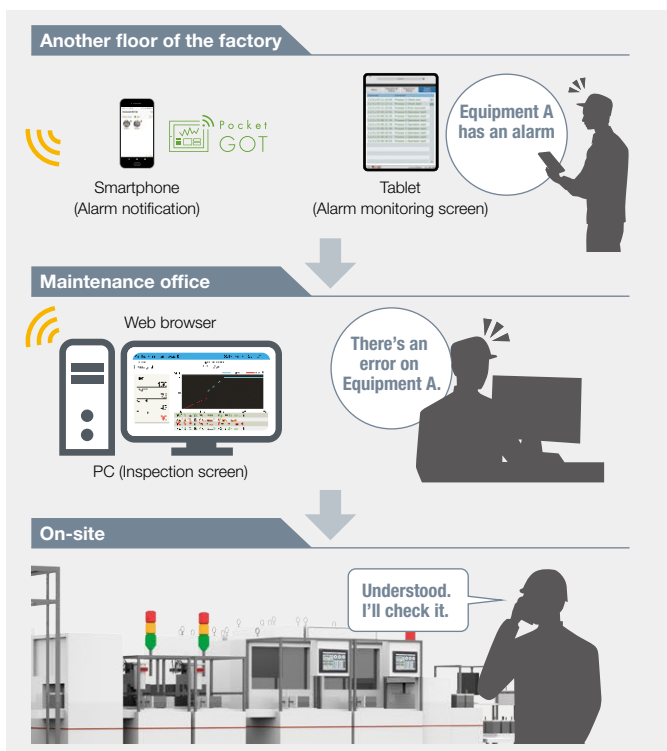 Another floor of the factory
Pocket
GOT
Equipment A
has an alarm
Smartphone
(Alarm notification)
Tablet
(Alarm monitoring screen)
Maintenance office
Web browser
There's an
error on
Equipment A.
PC (Inspection screen)
On-site
Understood.
I'll check it.